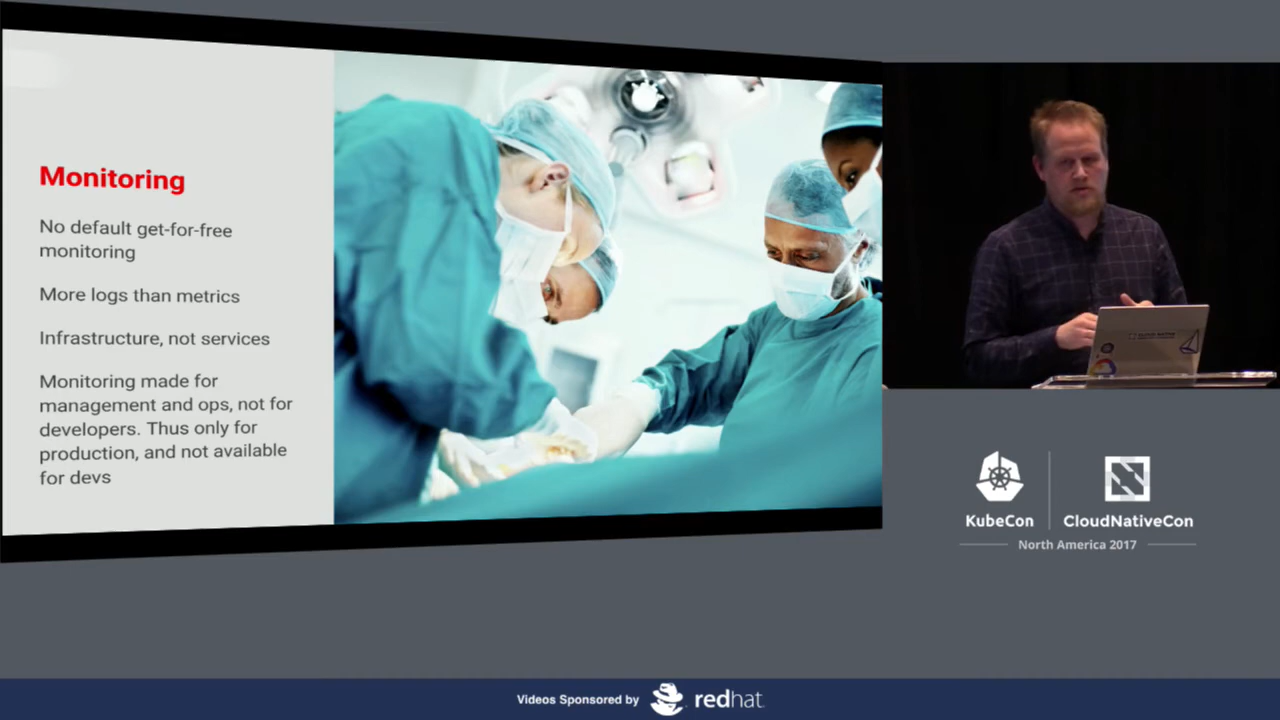 Monitoring
No default get-for-free
monitoring
More logs than metrics
Infrastructure, not services
Monitoring made for
management and ops, not for
developers. Thus only for
production, and not available
for devs
KubeCon
CloudNativeCon
North America 2017
Videos Sponsored by
redhat